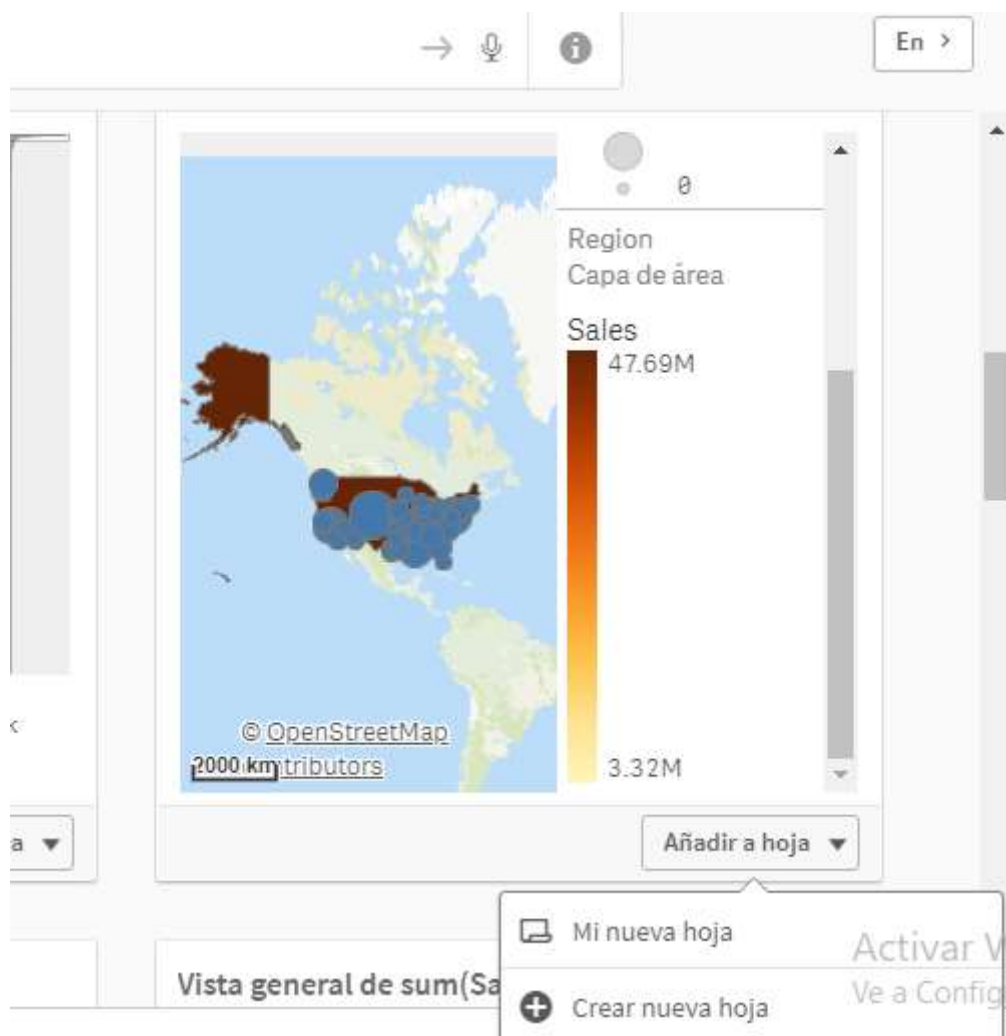 En >
0
Region
Capa de área
Sales
47.69M
3.32M
© OpenStreetMap
contributors
2000 km
k
a
Añadir a hoja
Mi nueva hoja
Activar
Vista general de sum(Sa
Ve a Config
Crear nueva hoja